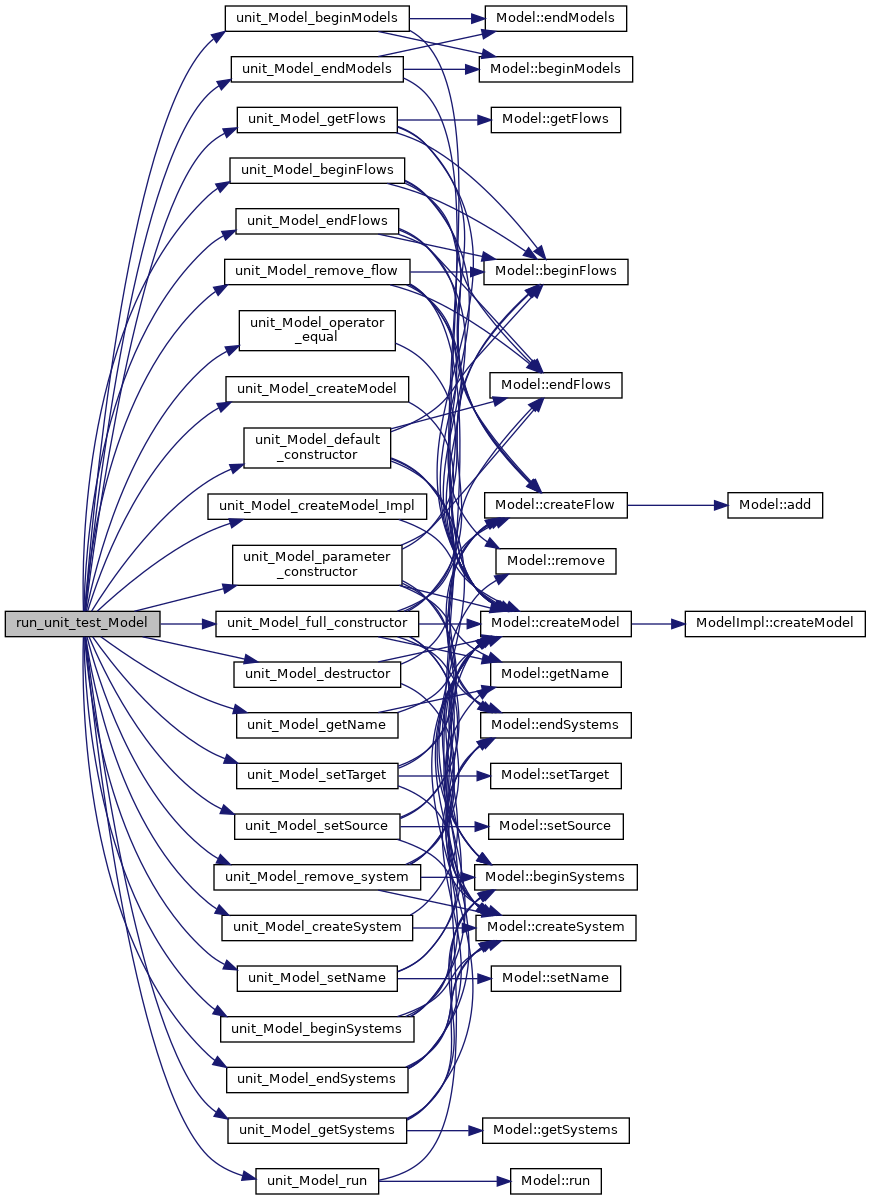 unit_Model_beginModels
Model::endModels
unit_Model_endModels
Model::beginModels
unit_Model_getFlows
Model::getFlows
unit_Model_beginFlows
unit_Model_endFlows
unit_Model_remove_flow
Model::beginFlows
unit_Model_operator
_equal
unit_Model_createModel
Model::endFlows
unit_Model_default
_constructor
unit_Model_createModel_Impl
Model::createFlow
Model::add
unit_Model_parameter
_constructor
Model::remove
run_unit_test_Model
unit_Model_full_constructor
Model::createModel
ModelImpl::createModel
unit_Model_destructor
Model::getName
unit_Model_getName
Model::endSystems
unit_Model_setTarget
Model::setTarget
unit_Model_setSource
Model::setSource
unit_Model_remove_system
Model::beginSystems
unit_Model_createSystem
Model::createSystem
unit_Model_setName
Model::setName
unit_Model_beginSystems
unit_Model_endSystems
unit_Model_getSystems
Model::getSystems
unit_Model_run
Model::run